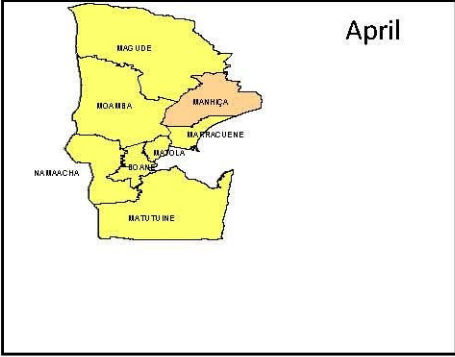 April
MAGUDE
MANHIÇA
MOAMBA
MARRACUENE
MATOLA
BOANE
NAMAACHA
MATUTUINE